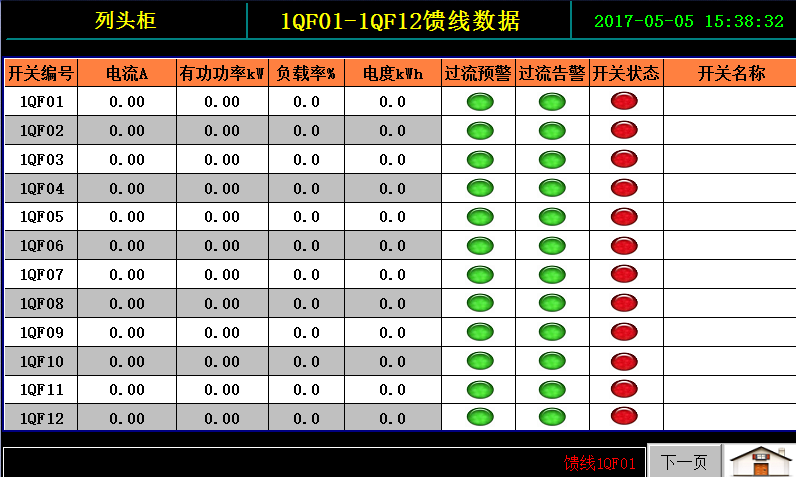 列头柜 1QF01-1QF12馈线数据 2017-05-05 15:38:32
开关编号 电流A 有功功率kW 负载率% 电度kWh 过流预警 过流告警 开关状态 开关名称
1QF01 0.00 0.00 0.0 0.0
1QF02 0.00 0.00 0.0 0.0
1QF03 0.00 0.00 0.0 0.0
1QF04 0.00 0.00 0.0 0.0
1QF05 0.00 0.00 0.0 0.0
1QF06 0.00 0.00 0.0 0.0
1QF07 0.00 0.00 0.0 0.0
1QF08 0.00 0.00 0.0 0.0
1QF09 0.00 0.00 0.0 0.0
1QF10 0.00 0.00 0.0 0.0
1QF11 0.00 0.00 0.0 0.0
1QF12 0.00 0.00 0.0 0.0
馈线1QF01 下一页